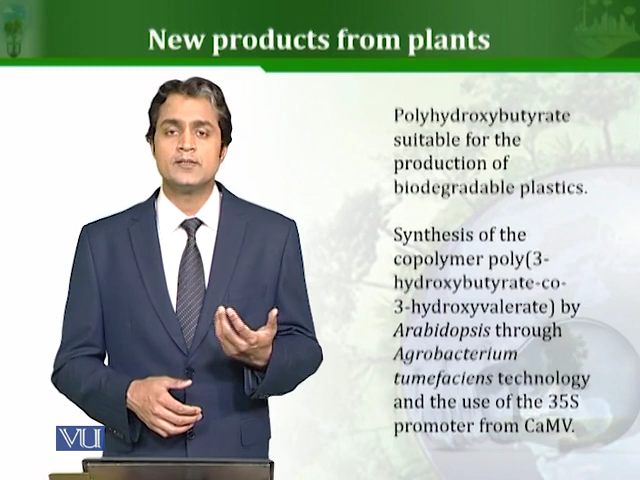 New products from plants
Polyhydroxybutyrate
suitable for the
production of
biodegradable plastics.
Synthesis of the
copolymer poly(3-
hydroxybutyrate-co-
3-hydroxyvalerate) by
Arabidopsis through
Agrobacterium
tumefaciens technology
and the use of the 35S
promoter from CaMV.
VU